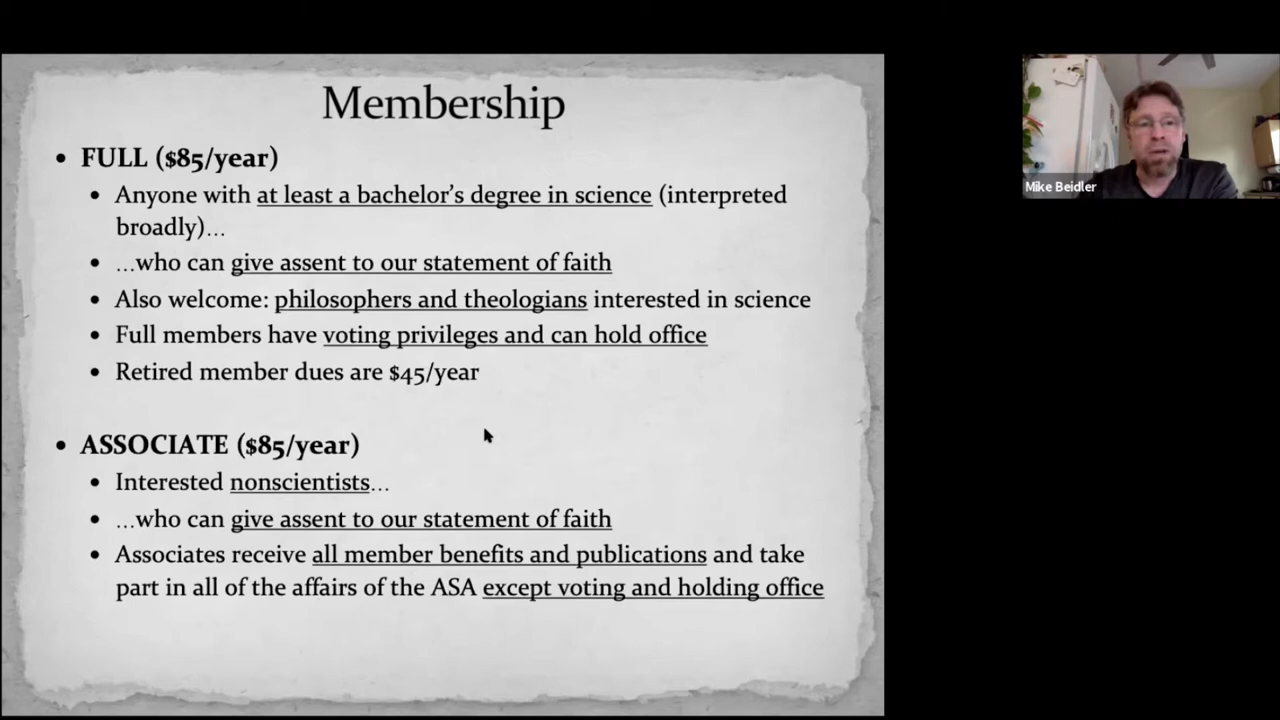 Membership
• FULL ($85/year)
• Anyone with at least a bachelor's degree in science (interpreted
broadly)…
• …who can give assent to our statement of faith
• Also welcome: philosophers and theologians interested in science
• Full members have voting privileges and can hold office
• Retired member dues are $45/year
• ASSOCIATE ($85/year)
• Interested nonscientists…
• …who can give assent to our statement of faith
• Associates receive all member benefits and publications and take
part in all of the affairs of the ASA except voting and holding office
Mike Beidler